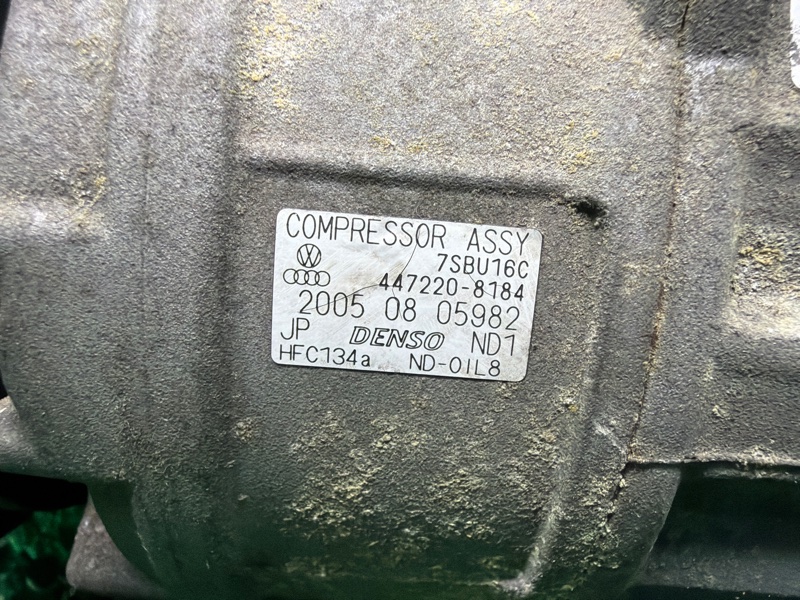 COMPRESSOR ASSY
7SBU16C
447220-8184
2005 08 05982
JP DENSO ND1
HFC134a ND-OIL8